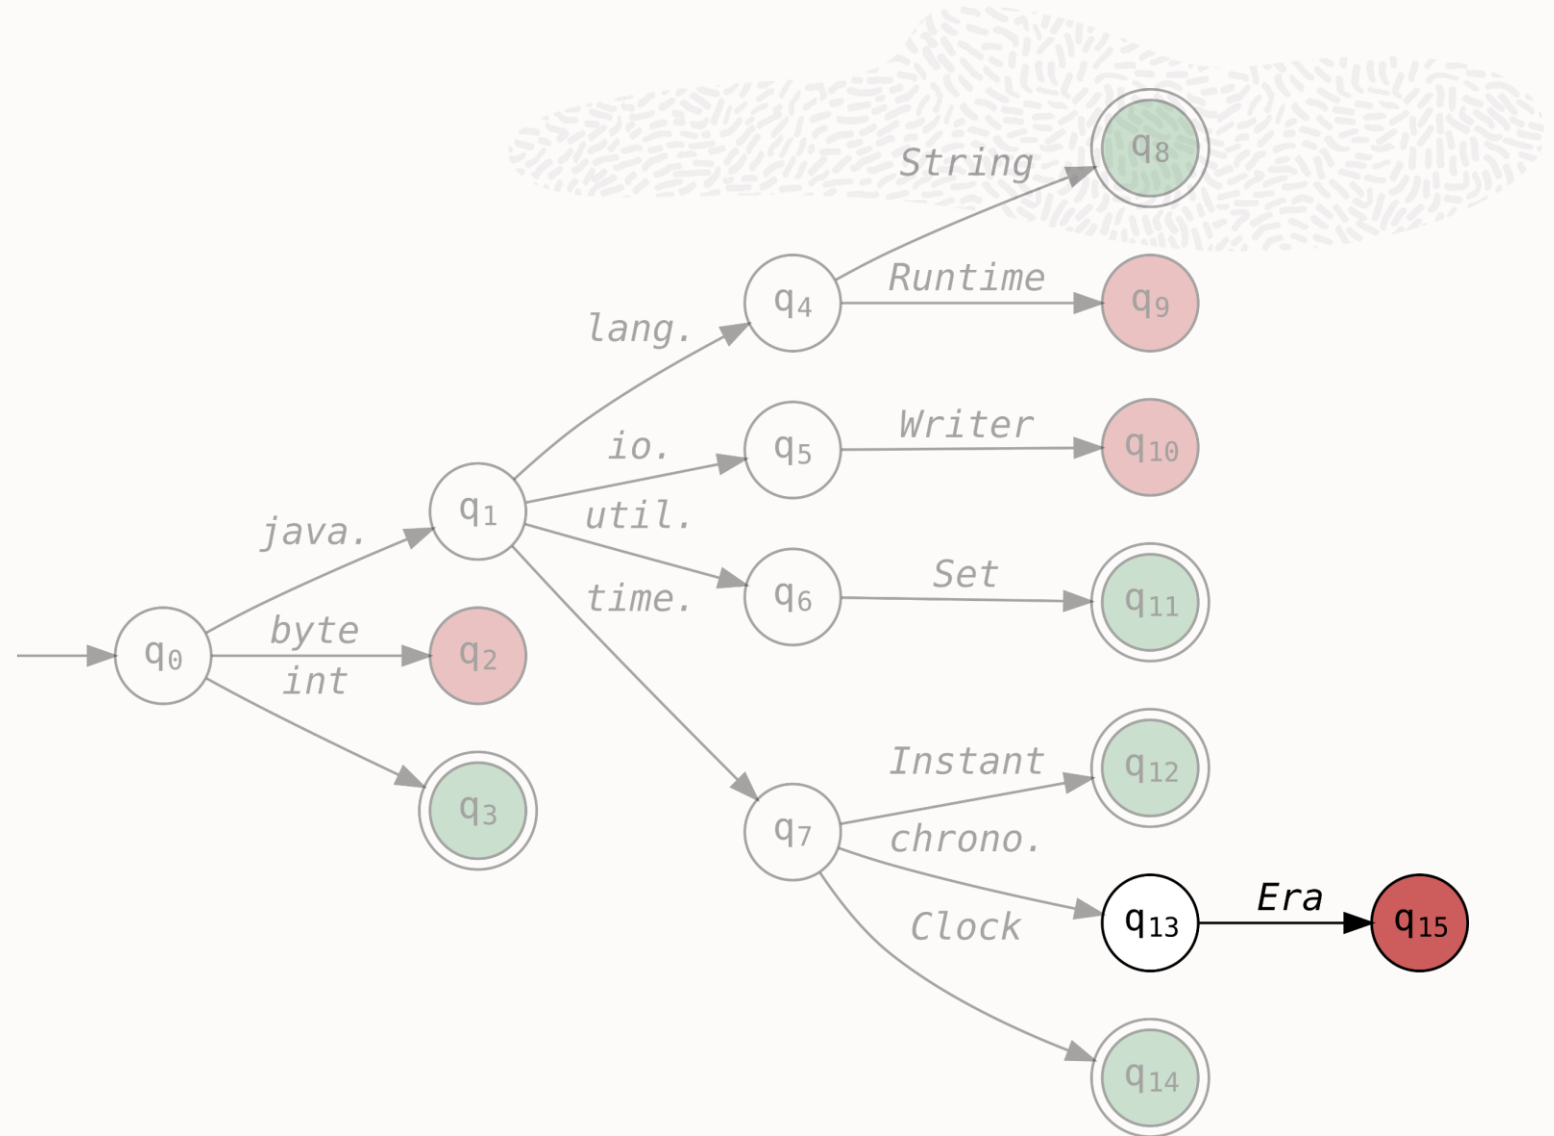 q8
String
Runtime
q4
q9
lang.
Writer
io.
q5
q10
q1
util.
java.
Set
time.
q6
q11
byte
q0
q2
int
Instant
q12
q3
q7
chrono.
Era
Clock
q13
q15
q14